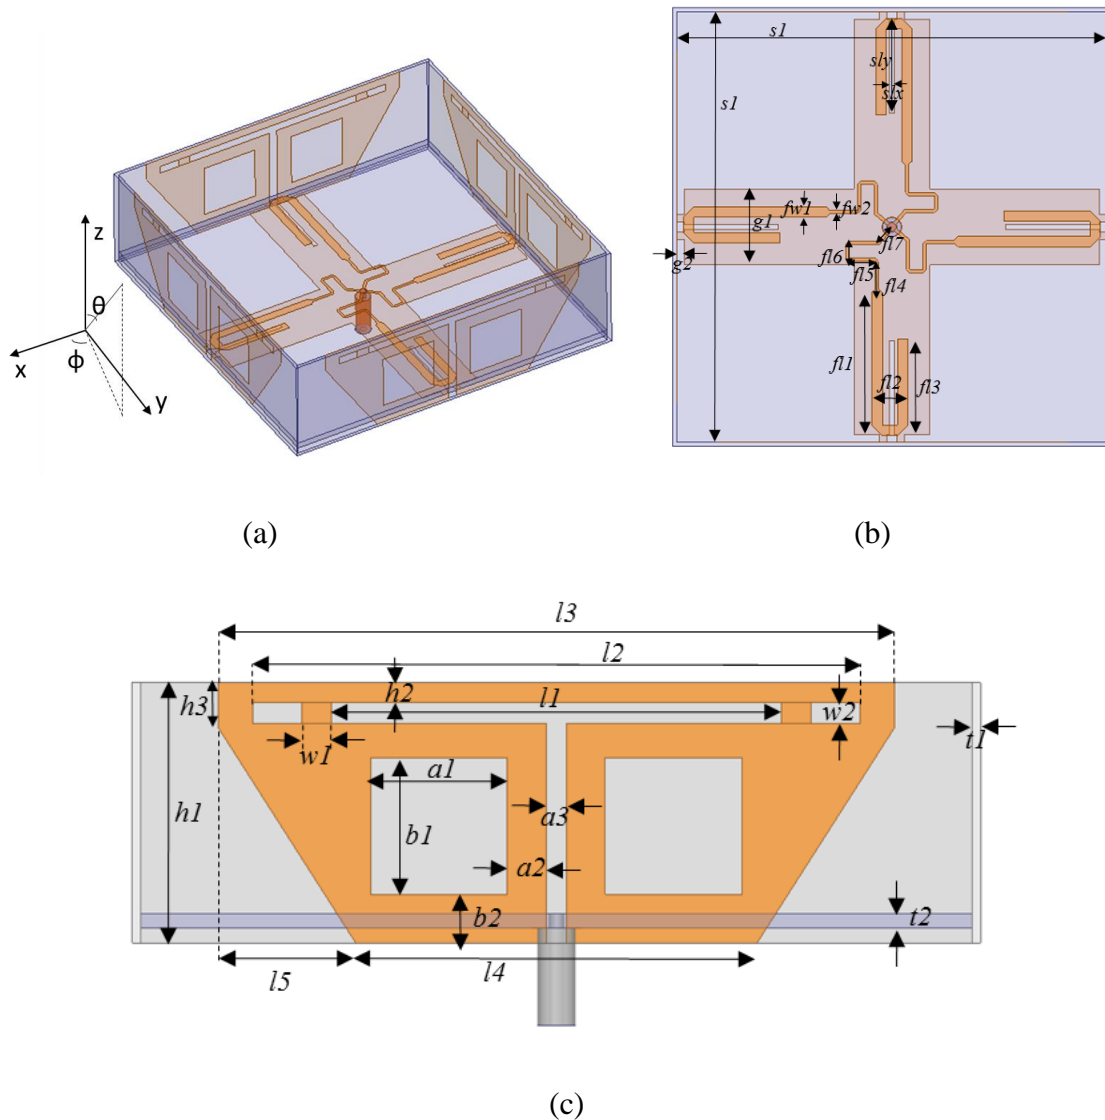 z
θ
x
ϕ
y
s1
sly
slx
s1
fw1
fw2
g1
fl7
fl6
fl5
g2
fl4
fl1
fl2
fl3
(a)
(b)
l3
l2
h2
l1
h3
w2
w1
t1
a1
h1
b1
a3
a2
b2
t2
l5
l4
(c)